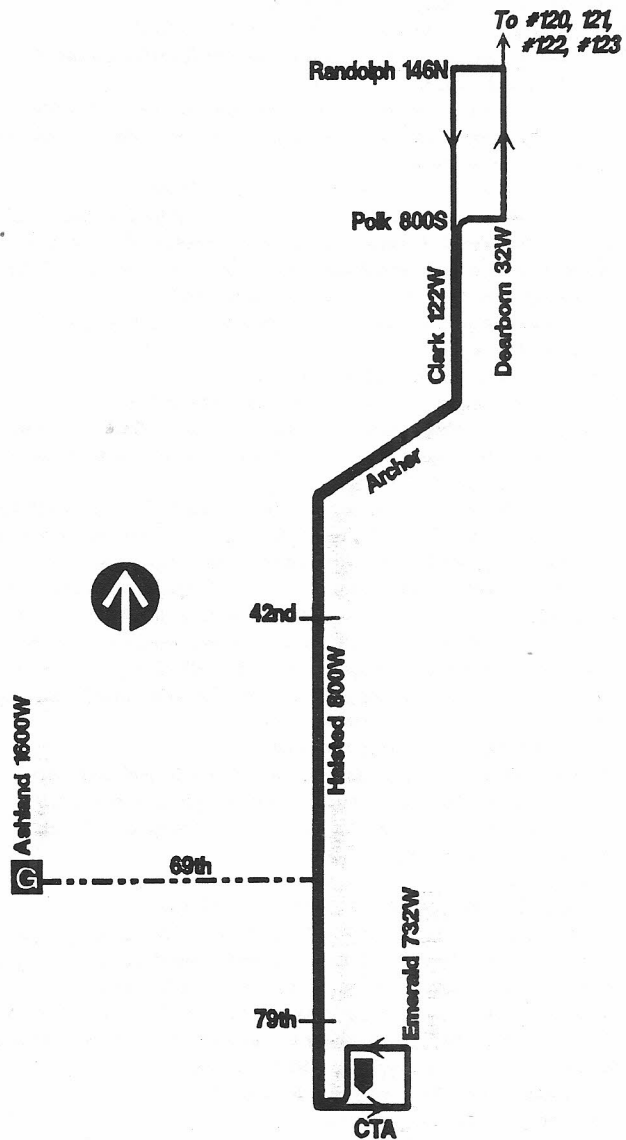 To #120, 121,
#122, #123
Randolph 146N
Polk 800S
Clark 122W
Dearborn 32W
Archer
42nd
Halsted 800W
Ashland 1600W
G
69th
Emerald 732W
79th
CTA